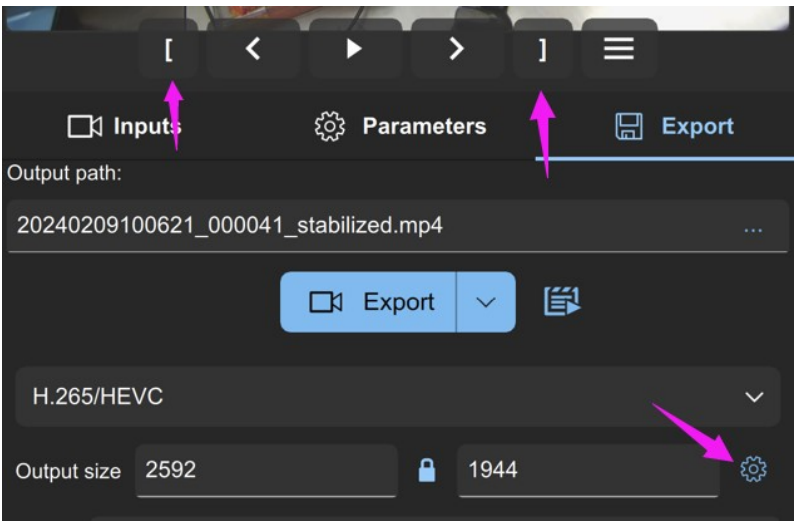 [ ]
Inputs Parameters Export
Output path:
20240209100621_000041_stabilized.mp4 ...
Export
H.265/HEVC
Output size 2592 1944